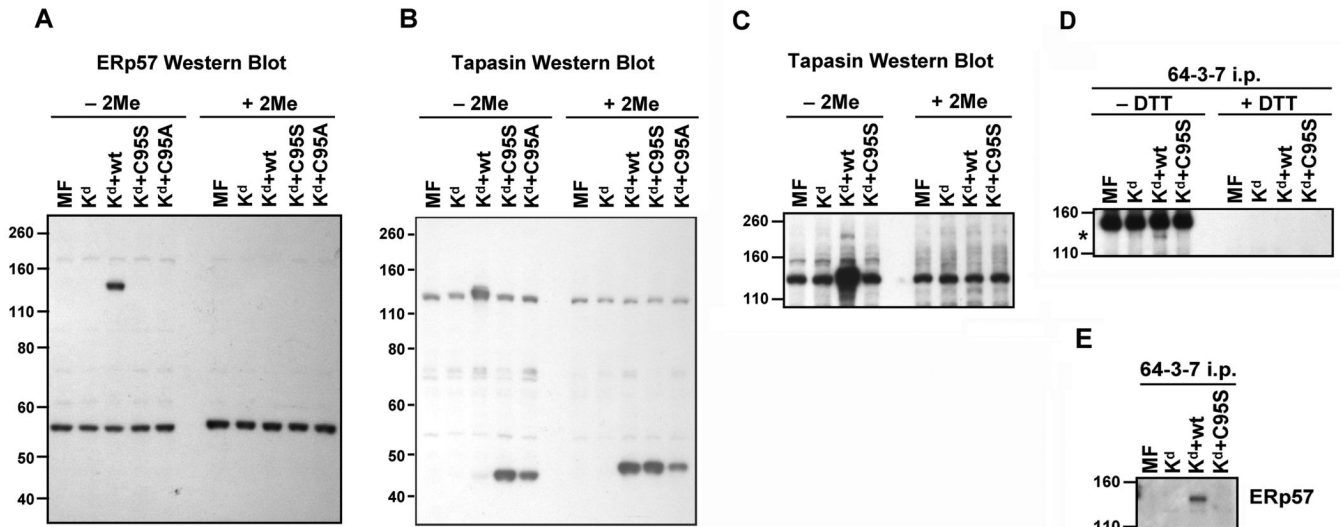 A
ERp57 Western Blot
– 2Me
+ 2Me
MF
Kd
Kd+wt
Kd+C95S
Kd+C95A
MF
Kd
Kd+wt
Kd+C95S
Kd+C95A
260
160
110
80
60
50
40
B
Tapasin Western Blot
– 2Me
+ 2Me
MF
Kd
Kd+wt
Kd+C95S
Kd+C95A
MF
Kd
Kd+wt
Kd+C95S
Kd+C95A
260
160
110
80
60
50
40
C
Tapasin Western Blot
– 2Me
+ 2Me
MF
Kd
Kd+wt
Kd+C95S
MF
Kd
Kd+wt
Kd+C95S
260
160
110
D
64-3-7 i.p.
– DTT
+ DTT
MF
Kd
Kd+wt
Kd+C95S
MF
Kd
Kd+wt
Kd+C95S
160
*
110
E
64-3-7 i.p.
MF
Kd
Kd+wt
Kd+C95S
160
ERp57
110